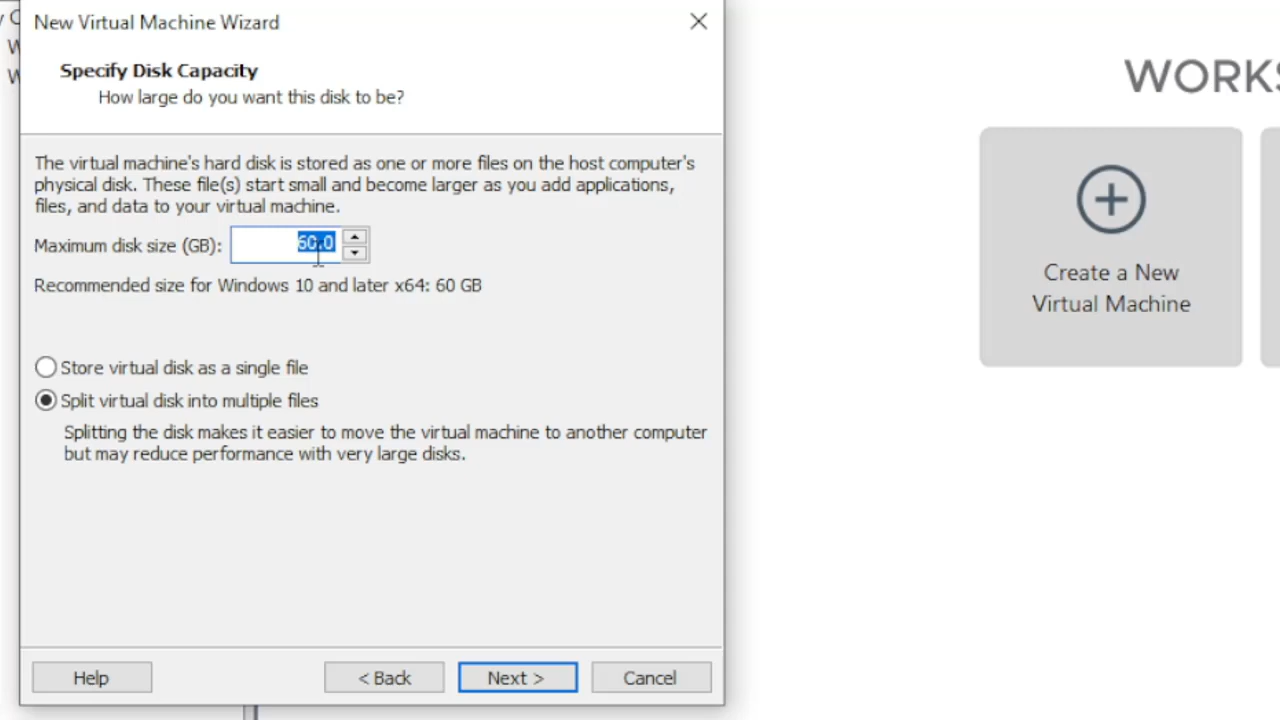 New Virtual Machine Wizard
Specify Disk Capacity
How large do you want this disk to be?
The virtual machine's hard disk is stored as one or more files on the host computer's
physical disk. These file(s) start small and become larger as you add applications,
files, and data to your virtual machine.
Maximum disk size (GB): 60.0
Recommended size for Windows 10 and later x64: 60 GB
Store virtual disk as a single file
Split virtual disk into multiple files
Splitting the disk makes it easier to move the virtual machine to another computer
but may reduce performance with very large disks.
Help
< Back
Next >
Cancel
WORKS
Create a New
Virtual Machine